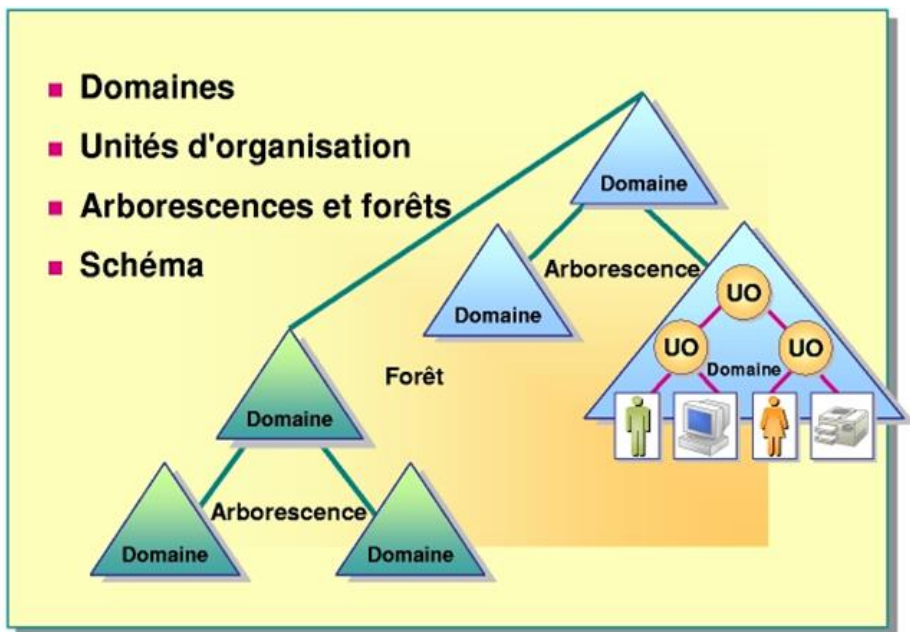 Domaines
Unités d'organisation
Arborescences et forêts
Schéma
Domaine
Arborescence
Domaine
UO
UO
UO
Domaine
Forêt
Domaine
Arborescence
Domaine
Domaine